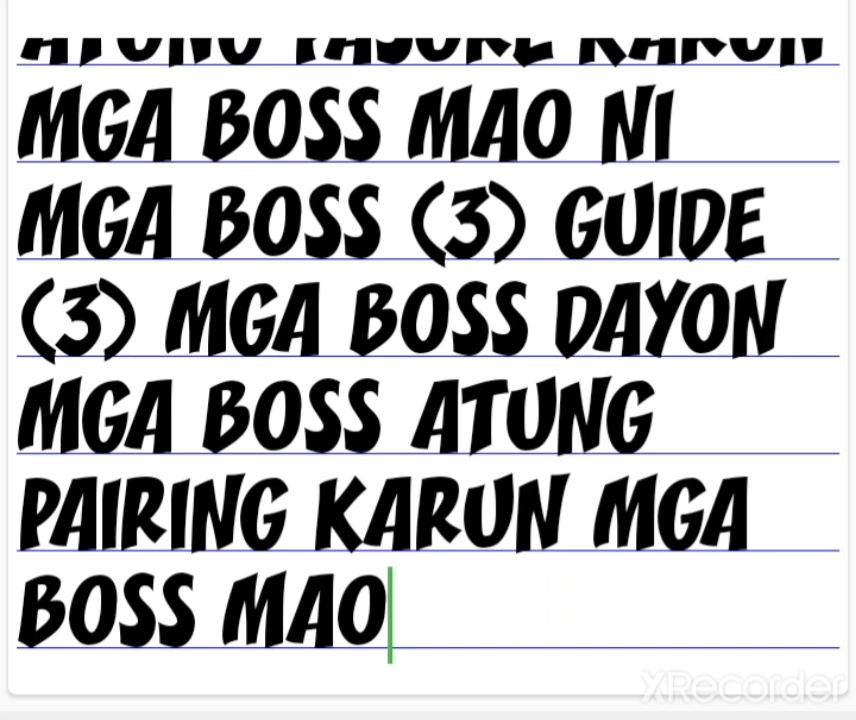 MGA BOSS MAO NI
MGA BOSS (3) GUIDE
(3) MGA BOSS DAYON
MGA BOSS ATUNG
PAIRING KARUN MGA
BOSS MAO
XRecorder